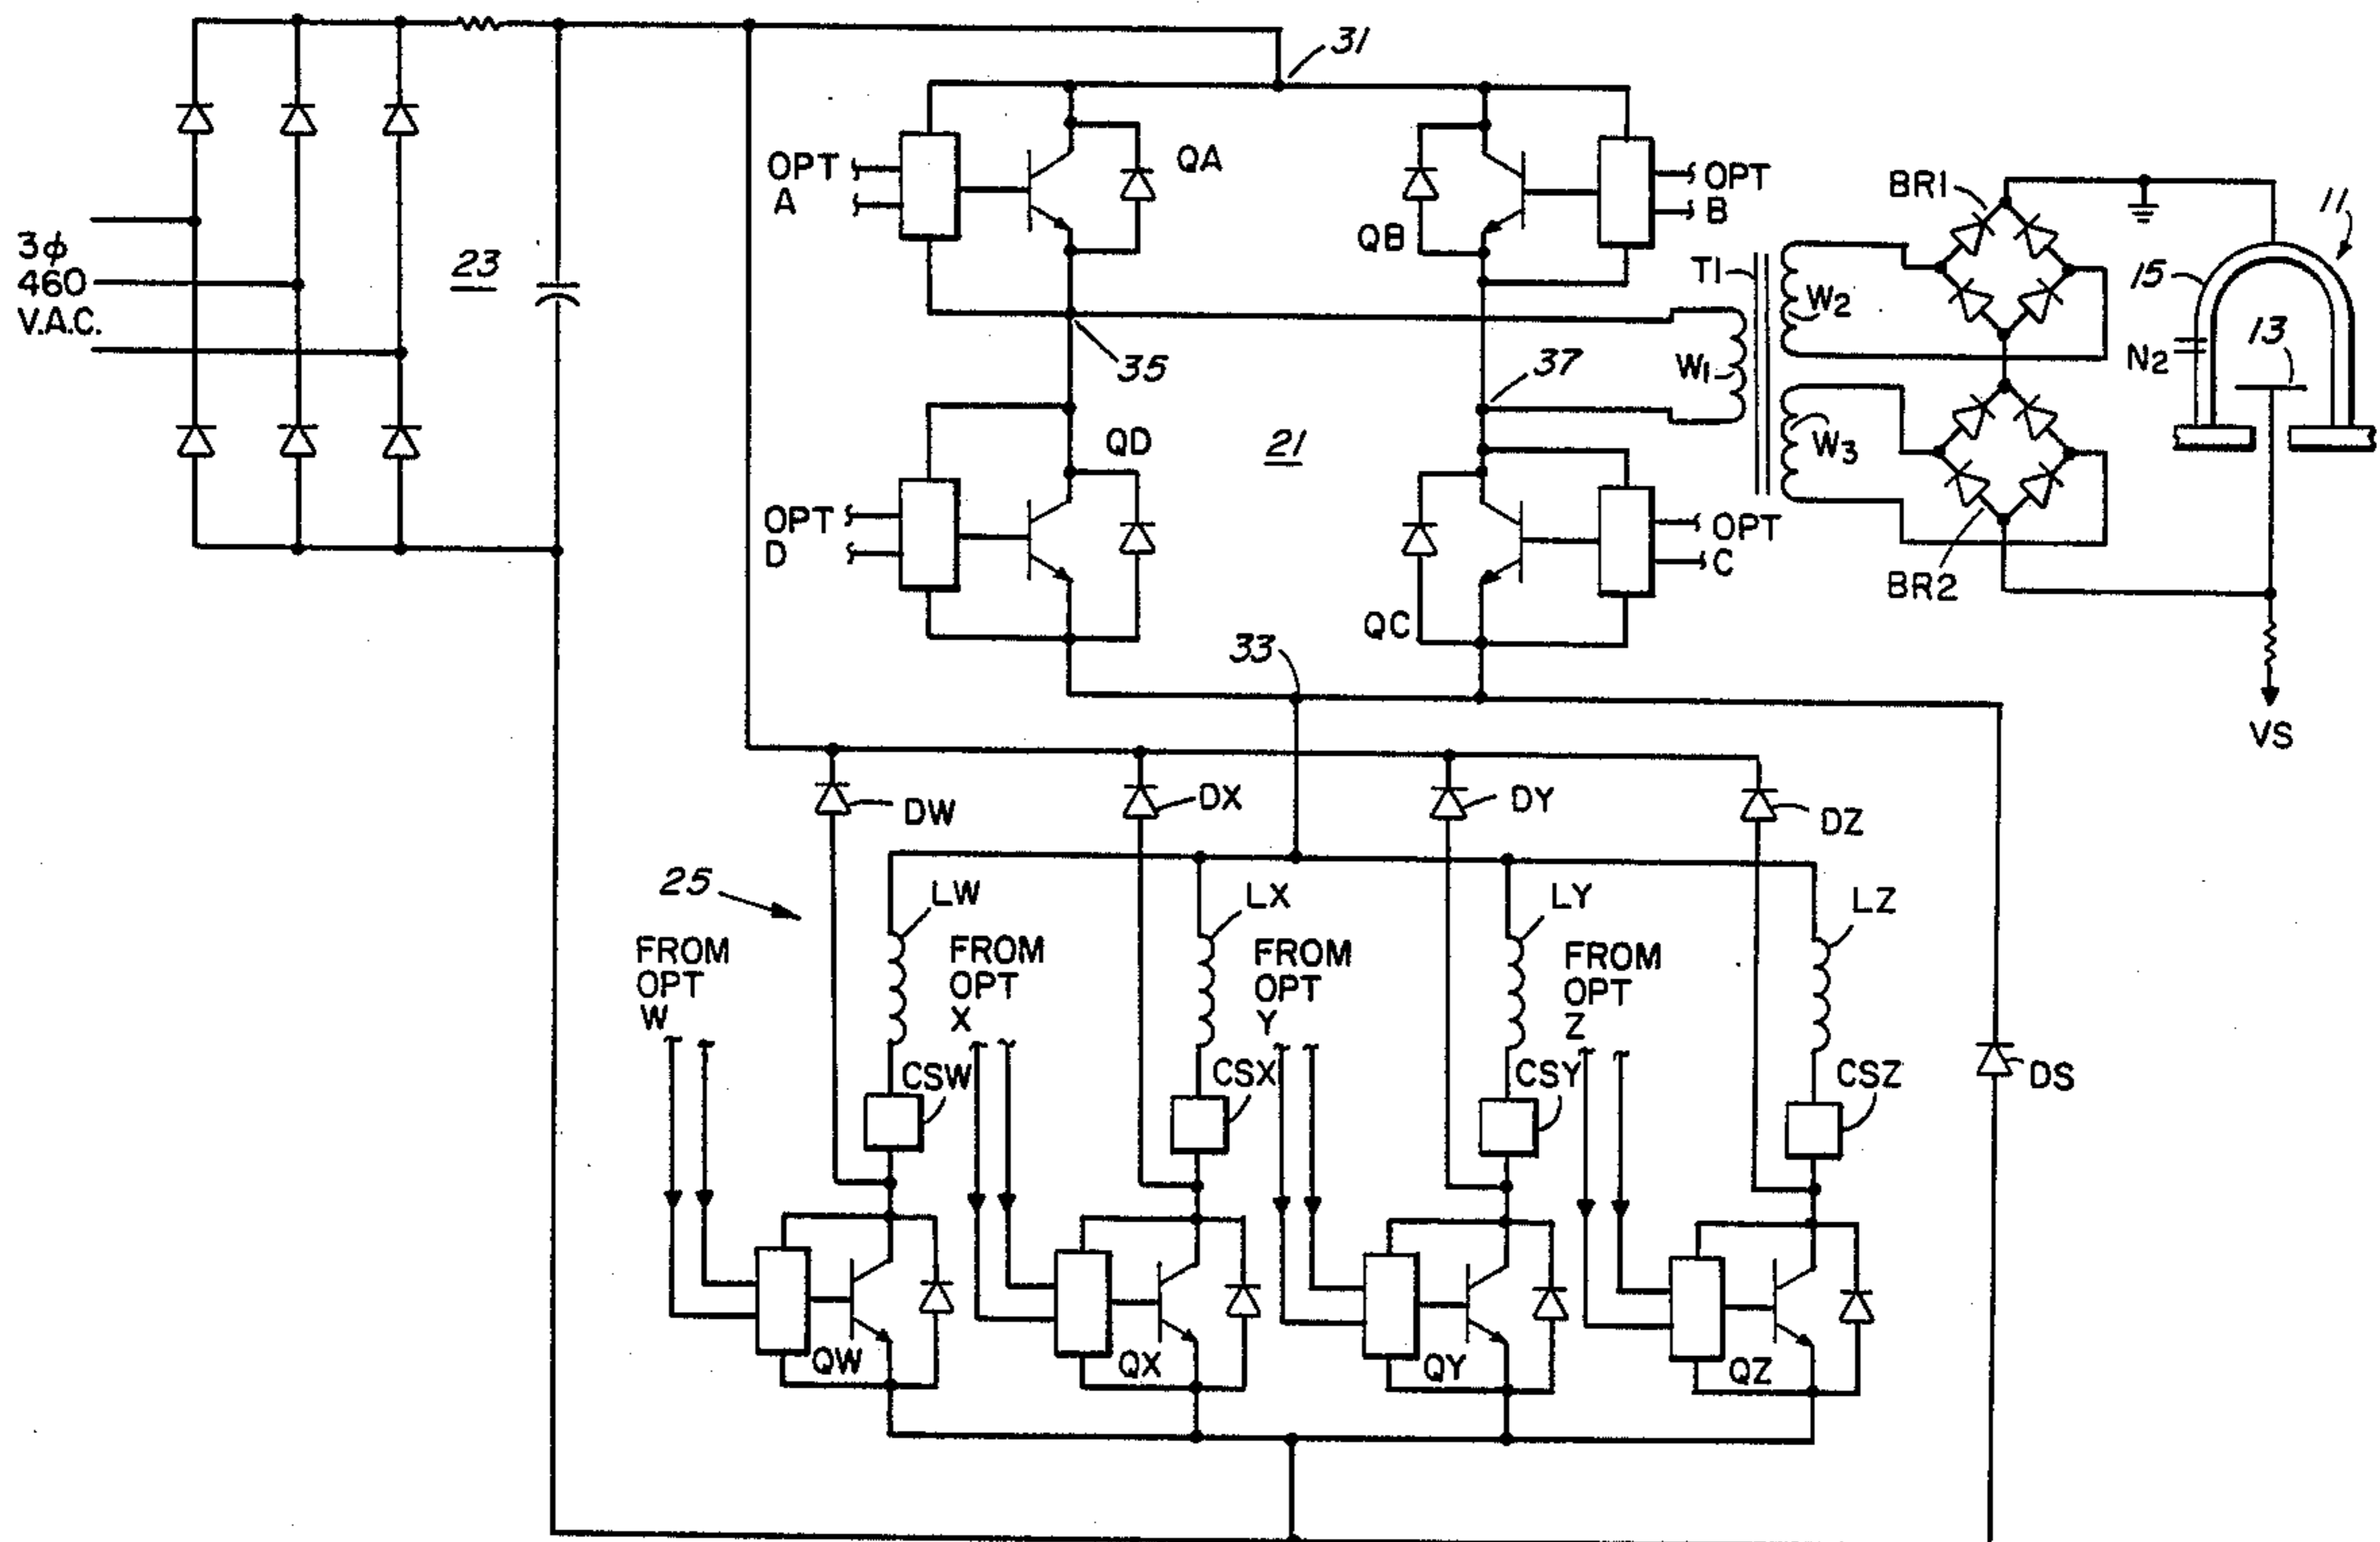 31
OPT
A
QA
QB
OPT
B
BR1
11
3φ
460
V.A.C.
23
T1
W2
15
N2
13
35
W1
37
QD
21
W3
OPT
D
OPT
C
BR2
QC
33
VS
DW
DX
DY
DZ
25
LW
LX
LY
LZ
FROM
OPT
W
FROM
OPT
X
FROM
OPT
Y
FROM
OPT
Z
CSW
CSX
CSY
CSZ
DS
QW
QX
QY
QZ